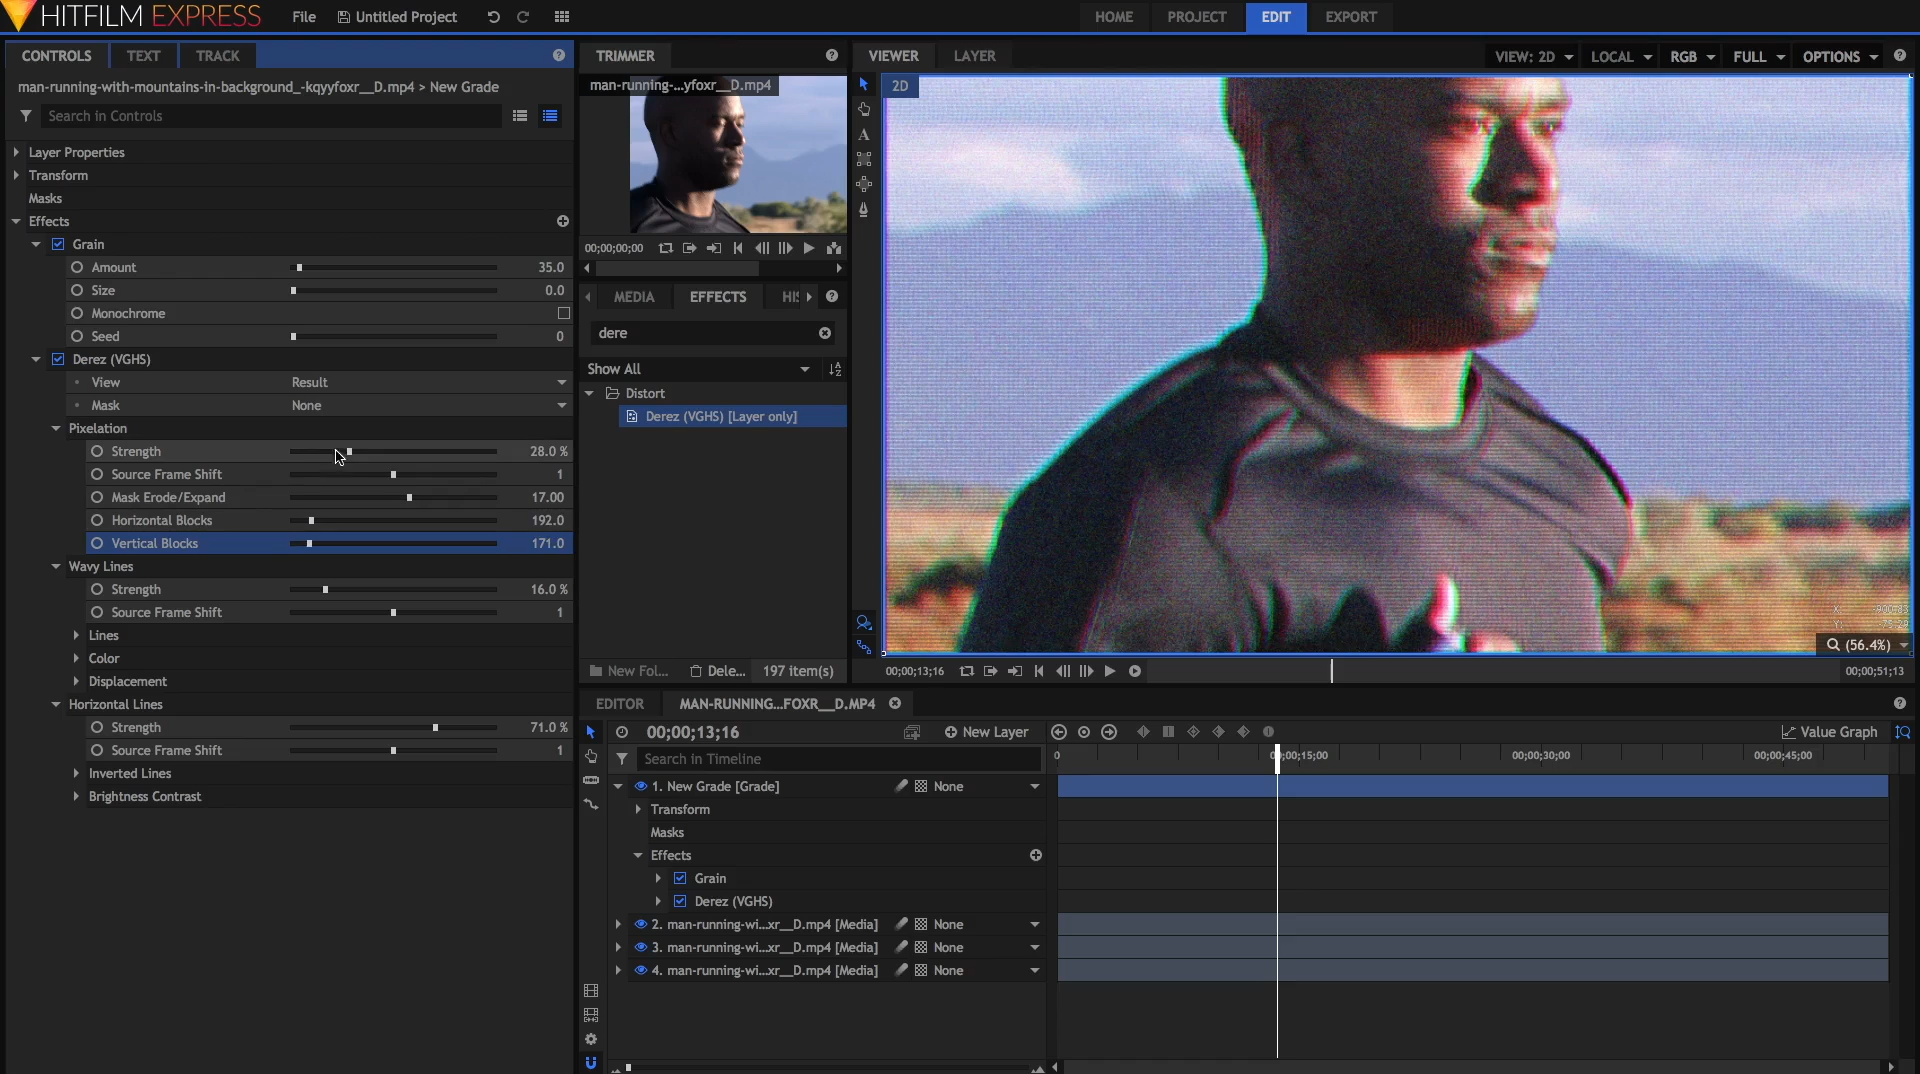 HITFILM EXPRESS
File
Untitled Project
HOME
PROJECT
EDIT
EXPORT
CONTROLS
TEXT
TRACK
man-running-with-mountains-in-background_-kqyyfoxr__D.mp4 > New Grade
Search in Controls
Layer Properties
Transform
Masks
Effects
Grain
Amount 35.0
Size 0.0
Monochrome
Seed 0
Derez (VGHS)
View Result
Mask None
Pixelation
Strength 28.0 %
Source Frame Shift 1
Mask Erode/Expand 17.00
Horizontal Blocks 192.0
Vertical Blocks 171.0
Wavy Lines
Strength 16.0 %
Source Frame Shift 1
Lines
Color
Displacement
Horizontal Lines
Strength 71.0 %
Source Frame Shift 1
Inverted Lines
Brightness Contrast
TRIMMER
man-running-...yfoxr__D.mp4
00;00;00;00
MEDIA
EFFECTS
HIS
dere
Show All
Distort
Derez (VGHS) [Layer only]
New Fol...
Dele...
197 item(s)
VIEWER
LAYER
VIEW: 2D
LOCAL
RGB
FULL
OPTIONS
2D
X: -900.83
Y: -75.29
(56.4%)
00;00;13;16
00;00;51;13
EDITOR
MAN-RUNNING...FOXR__D.MP4
00;00;13;16
New Layer
Value Graph
Search in Timeline
0
00;00;15;00
00;00;30;00
00;00;45;00
1. New Grade [Grade] None
Transform
Masks
Effects
Grain
Derez (VGHS)
2. man-running-wi...xr__D.mp4 [Media] None
3. man-running-wi...xr__D.mp4 [Media] None
4. man-running-wi...xr__D.mp4 [Media] None